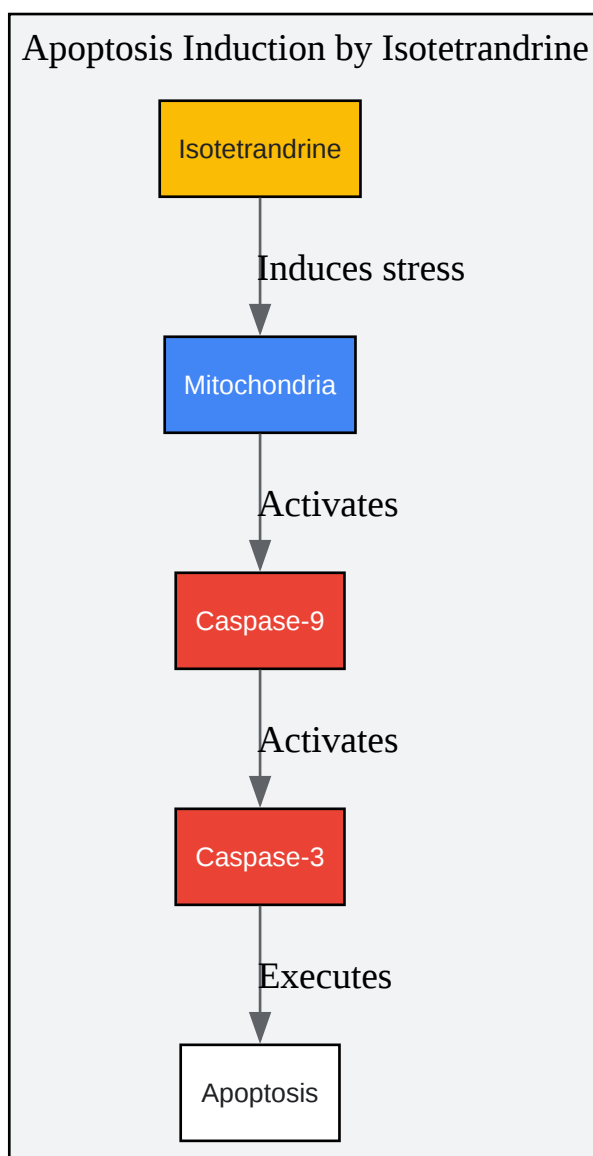 Apoptosis Induction by Isotetrandrine
Isotetrandrine
Induces stress
Mitochondria
Activates
Caspase-9
Activates
Caspase-3
Executes
Apoptosis